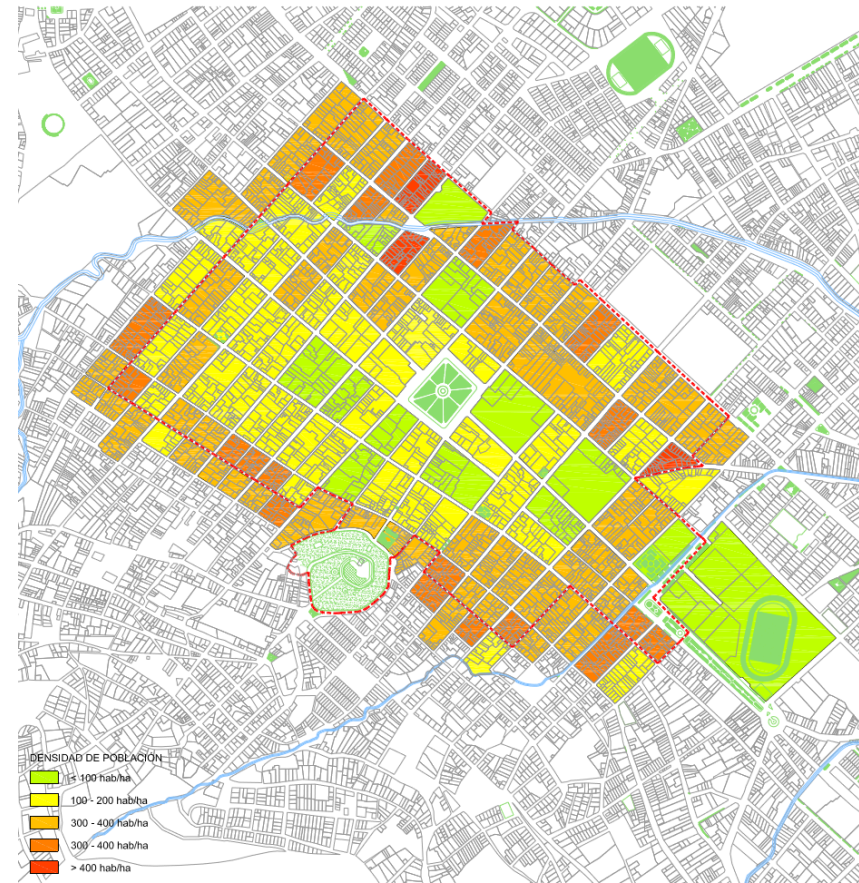 DENSIDAD DE POBLACIÓN
< 100 hab/ha
100 - 200 hab/ha
300 - 400 hab/ha
300 - 400 hab/ha
> 400 hab/ha